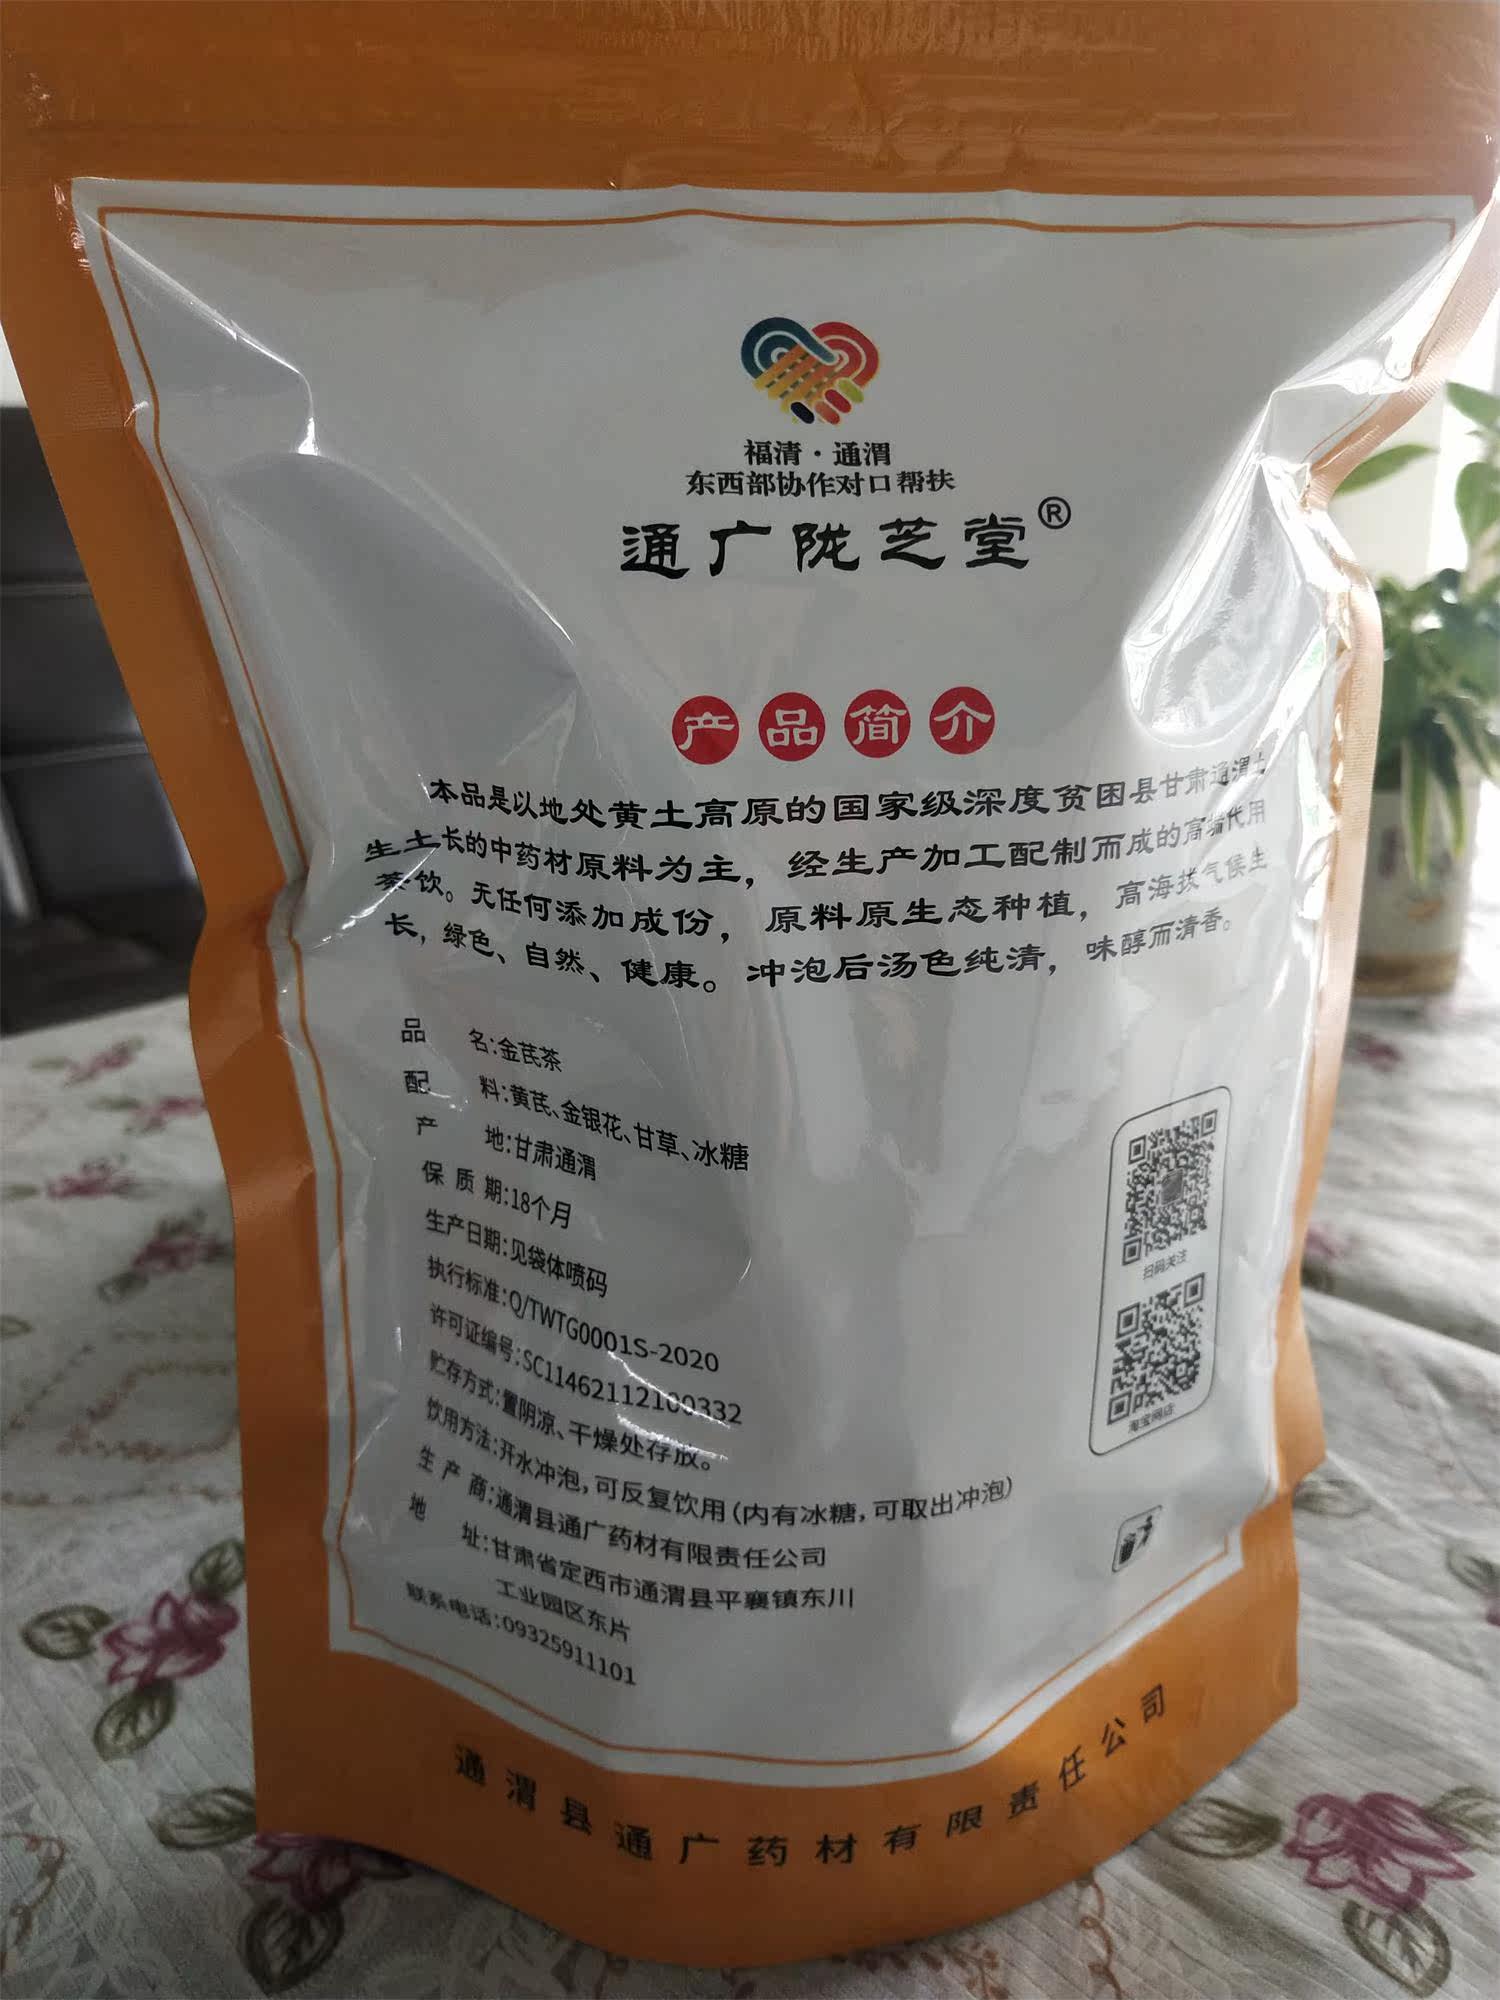 福清·通渭
东西部协作对口帮扶
通广陇芝堂®
产品简介
本品是以地处黄土高原的国家级深度贫困县甘肃通渭土
生土长的中药材原料为主，经生产加工配制而成的高端代用
茶饮。无任何添加成份，原料原生态种植，高海拔气候生
长，绿色、自然、健康。冲泡后汤色纯清，味醇而清香。
品名:金芪茶
配料:黄芪、金银花、甘草、冰糖
产地:甘肃通渭
保质期:18个月
生产日期:见袋体喷码
执行标准:Q/TWTG0001S-2020
许可证编号:SC11462112100332
贮存方式:置阴凉、干燥处存放。
饮用方法:开水冲泡,可反复饮用(内有冰糖,可取出冲泡)
生产商:通渭县通广药材有限责任公司
地址:甘肃省定西市通渭县平襄镇东川
工业园区东片
联系电话:09325911101
扫码关注
淘宝网店
通渭县通广药材有限责任公司